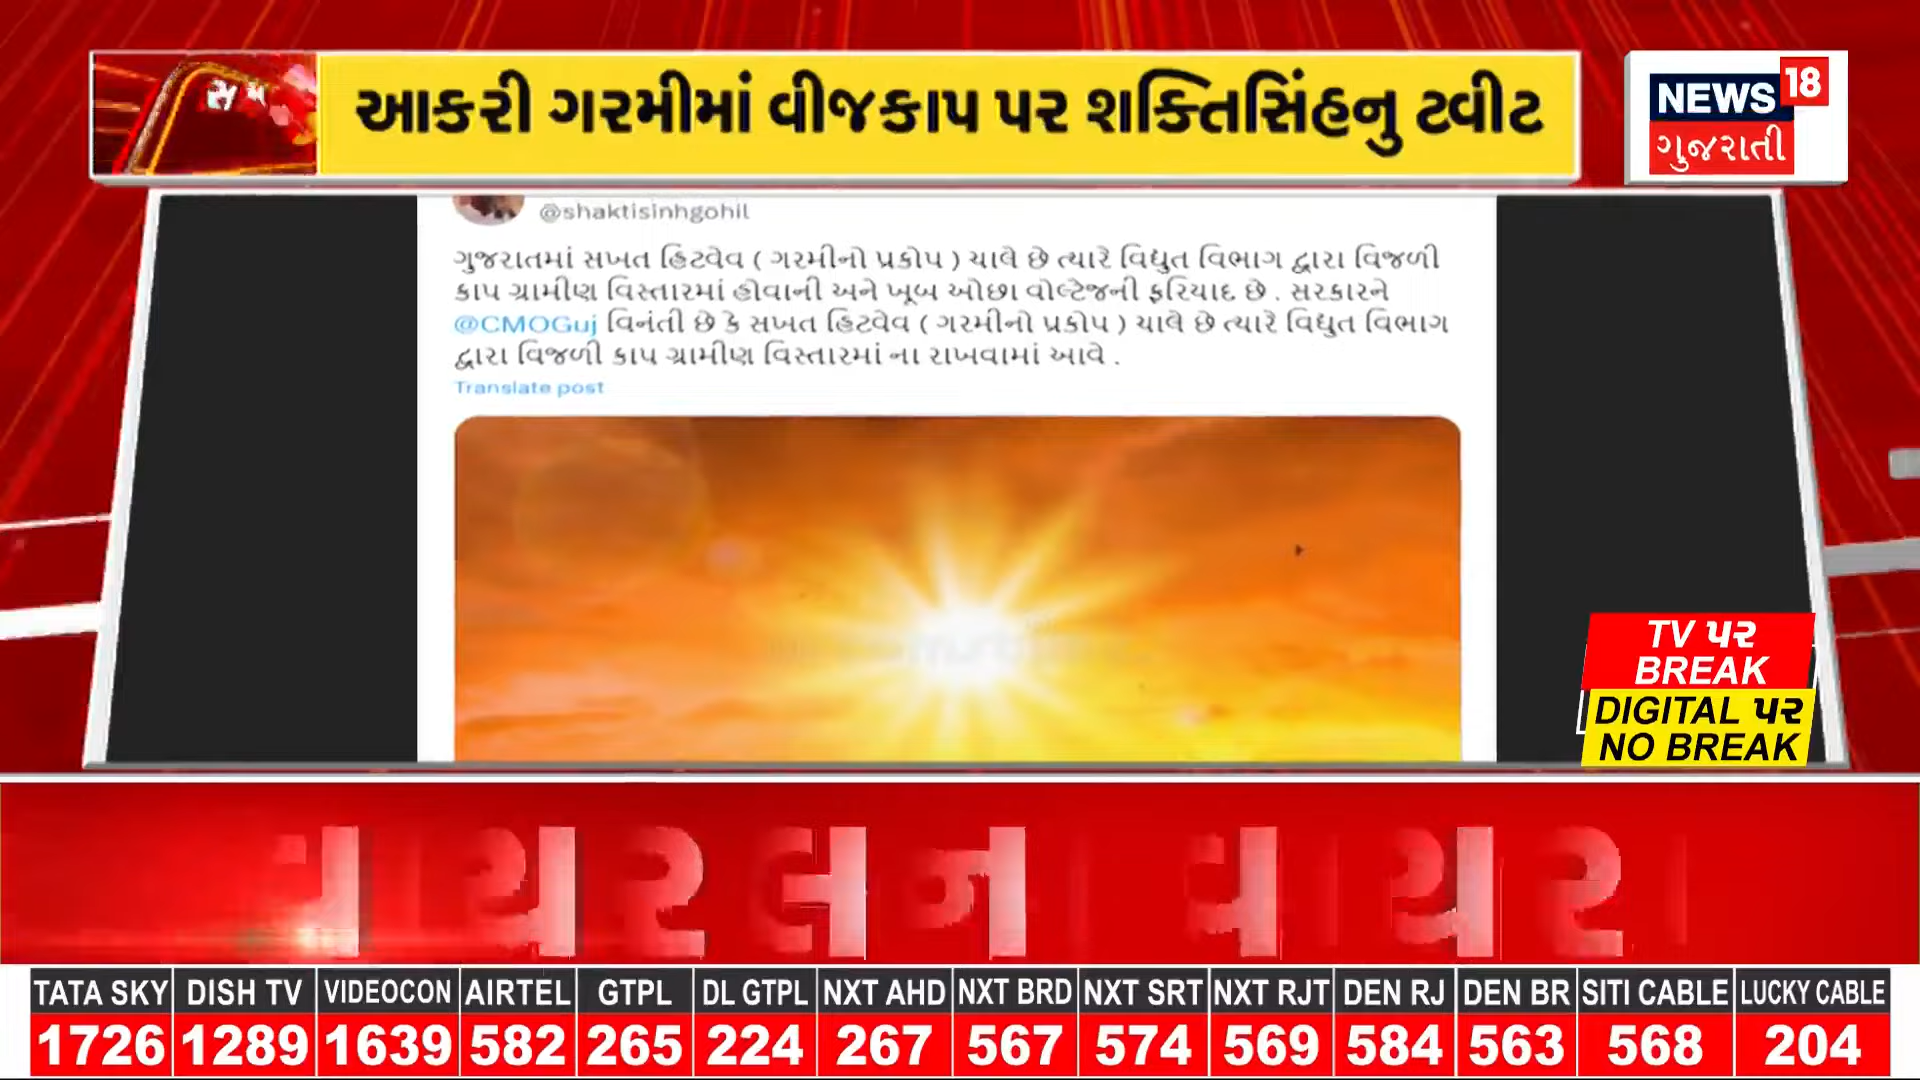 આકરી ગરમીમાં વીજકાપ પર શક્તિસિંહનુ ટ્વીટ
NEWS 18
ગુજરાતી
@shaktisinhgohil
ગુજરાતમાં સખત હિટવેવ ( ગરમીનો પ્રકોપ ) ચાલે છે ત્યારે વિદ્યુત વિભાગ દ્વારા વિજળી
કાપ ગ્રામીણ વિસ્તારમાં હોવાની અને ખૂબ ઓછા વોલ્ટેજની ફરિયાદ છે . સરકારને
@CMOGuj વિનંતી છે કે સખત હિટવેવ ( ગરમીનો પ્રકોપ ) ચાલે છે ત્યારે વિદ્યુત વિભાગ
દ્વારા વિજળી કાપ ગ્રામીણ વિસ્તારમાં ના રાખવામાં આવે .
Translate post
TV પર
BREAK
DIGITAL પર
NO BREAK
TATA SKY DISH TV VIDEOCON AIRTEL GTPL DL GTPL NXT AHD NXT BRD NXT SRT NXT RJT DEN RJ DEN BR SITI CABLE LUCKY CABLE
1726 1289 1639 582 265 224 267 567 574 569 584 563 568 204